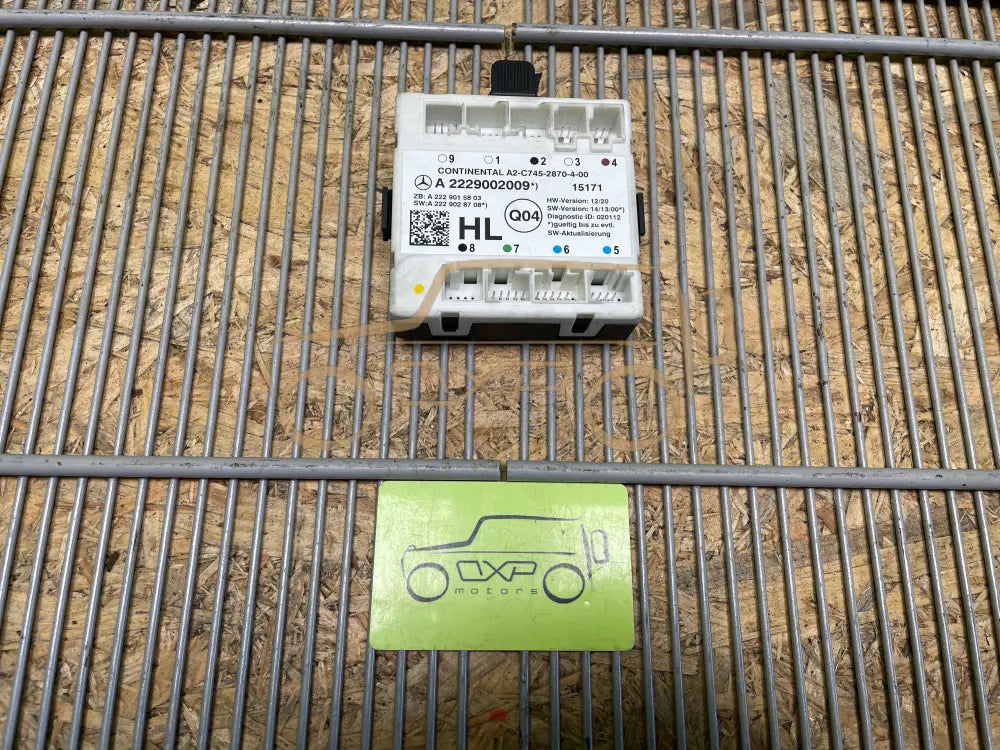 9 1 2 3 4
CONTINENTAL A2-C745-2870-4-00
A 2229002009*) 15171
ZB: A 222 901 58 03
SW:A 222 902 87 08*)
HW-Version: 12/20
SW-Version: 14/13/00*)
Diagnostic ID: 020112
*)gueltig bis zu evtl.
SW-Aktualisierung
HL
Q04
8 7 6 5
OXP
motors